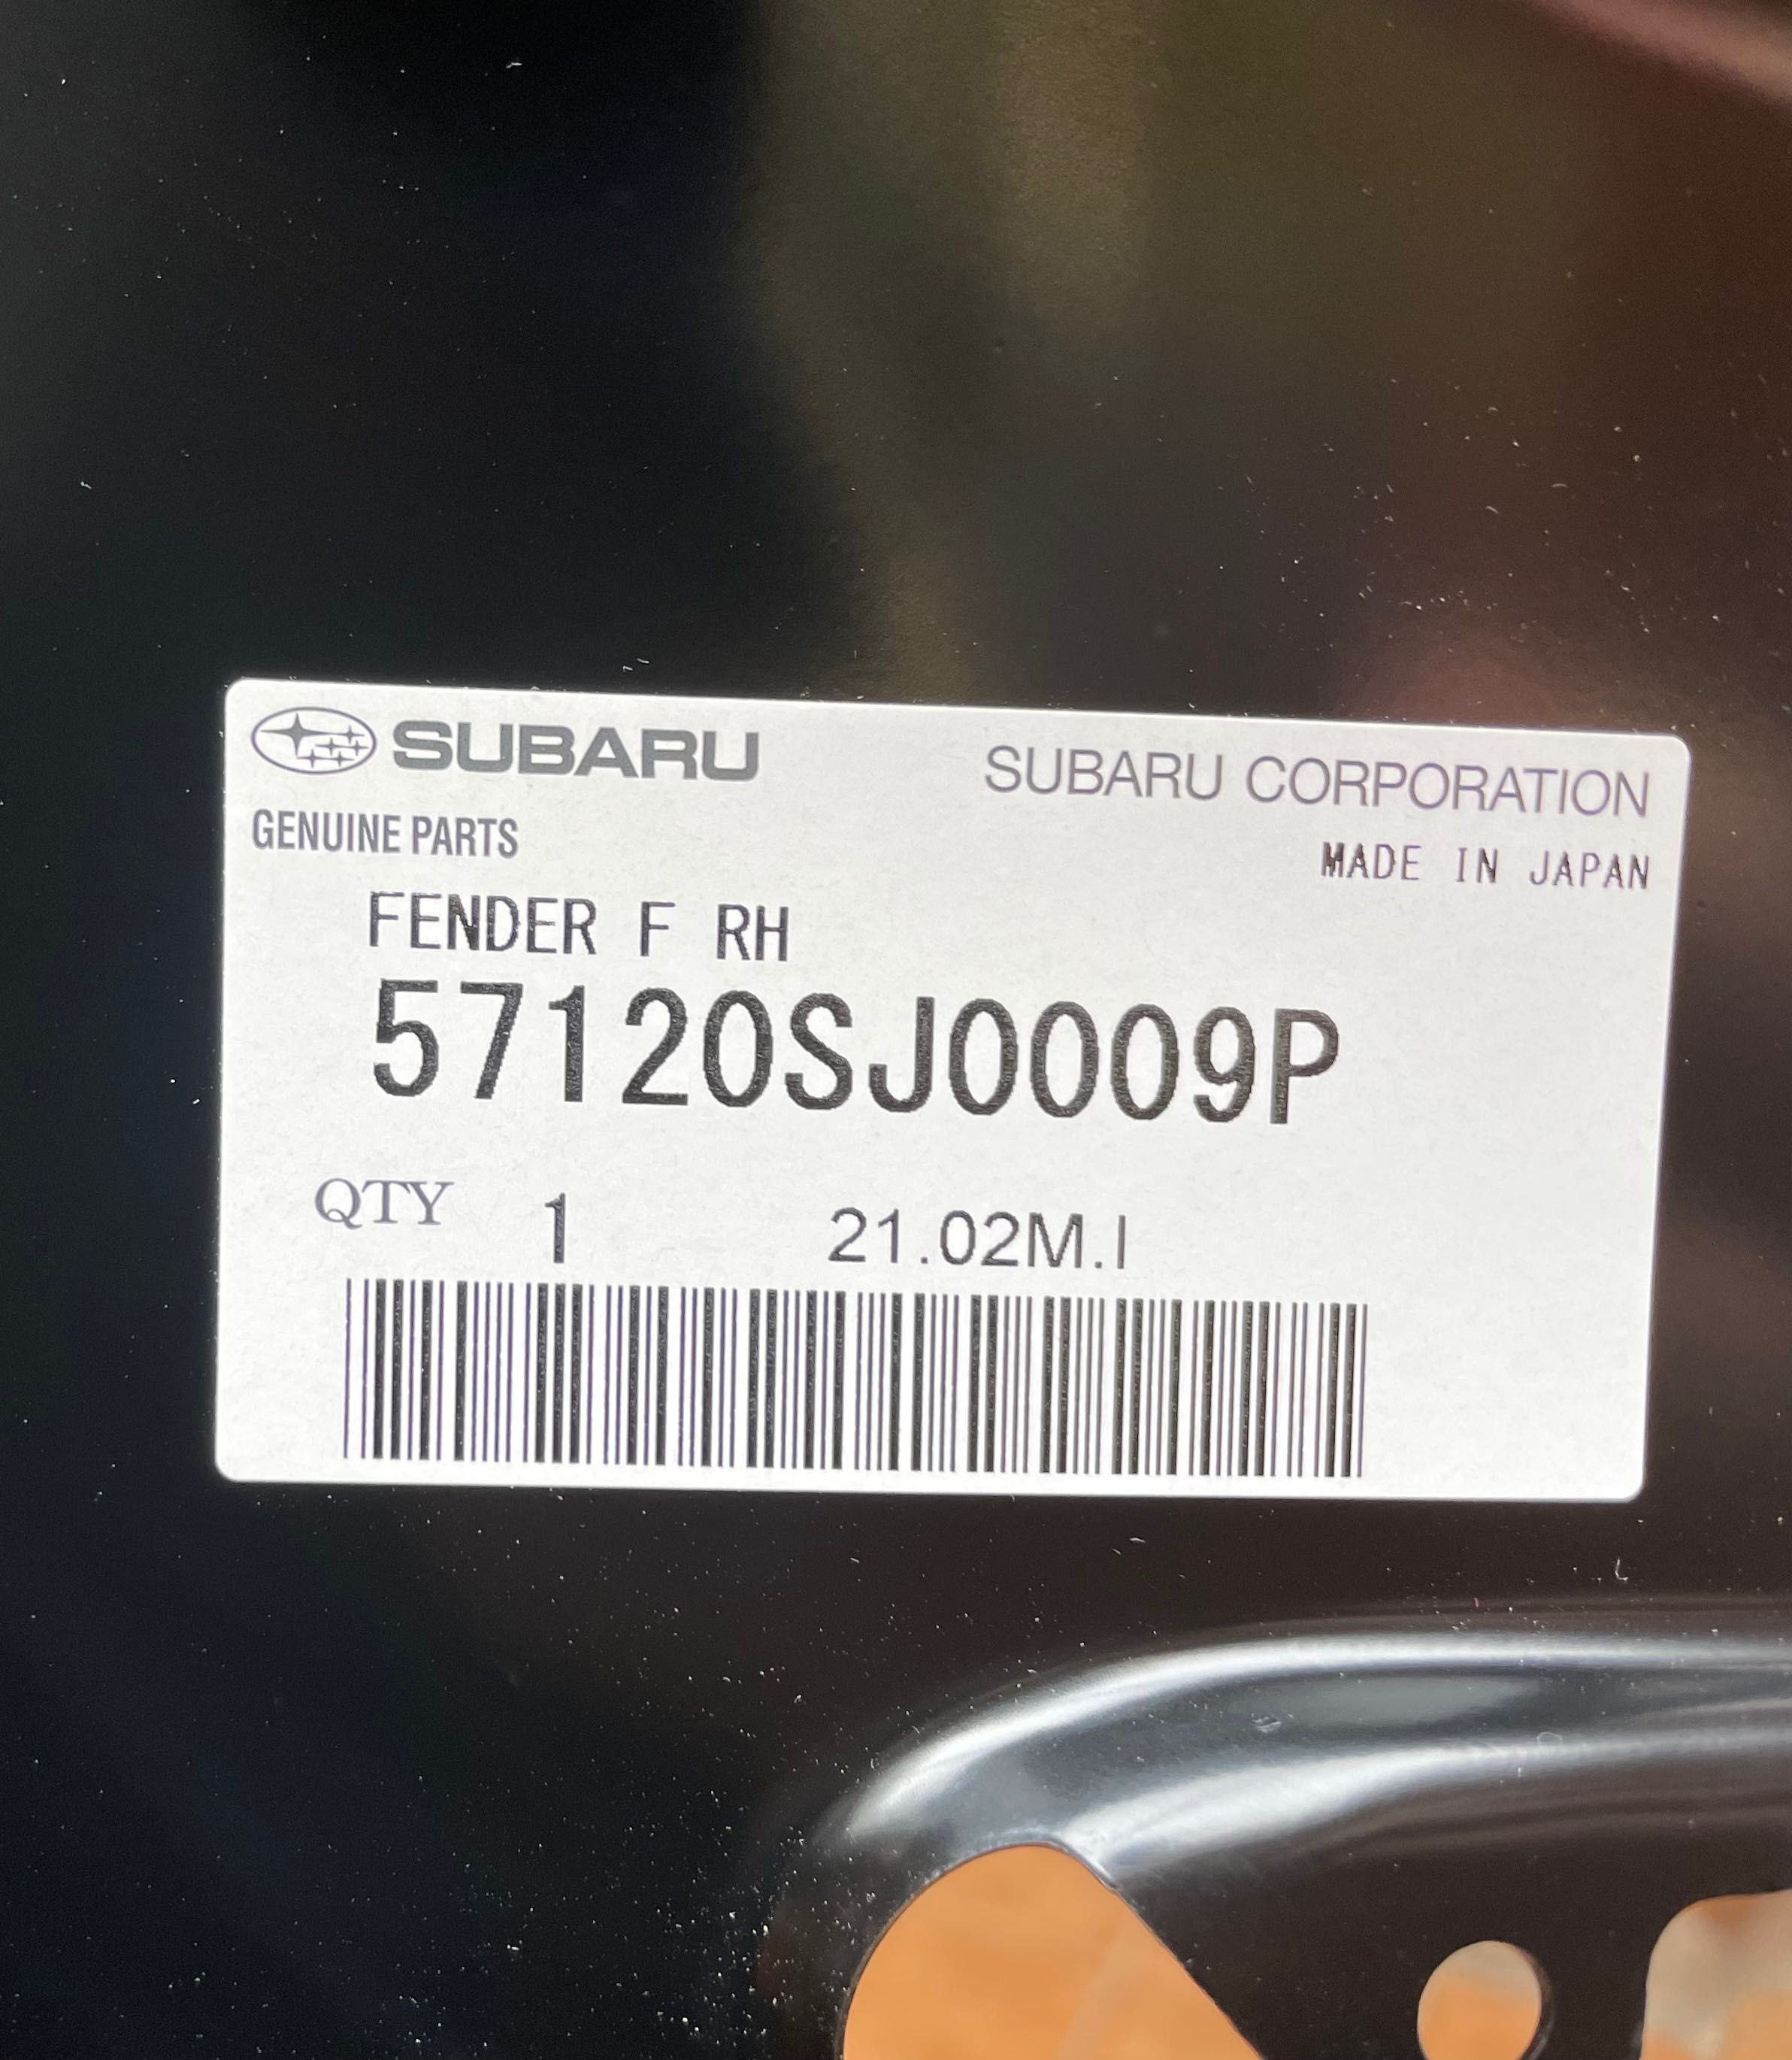 SUBARU
SUBARU CORPORATION
GENUINE PARTS
MADE IN JAPAN
FENDER F RH
57120SJ0009P
QTY 1 21.02M.I